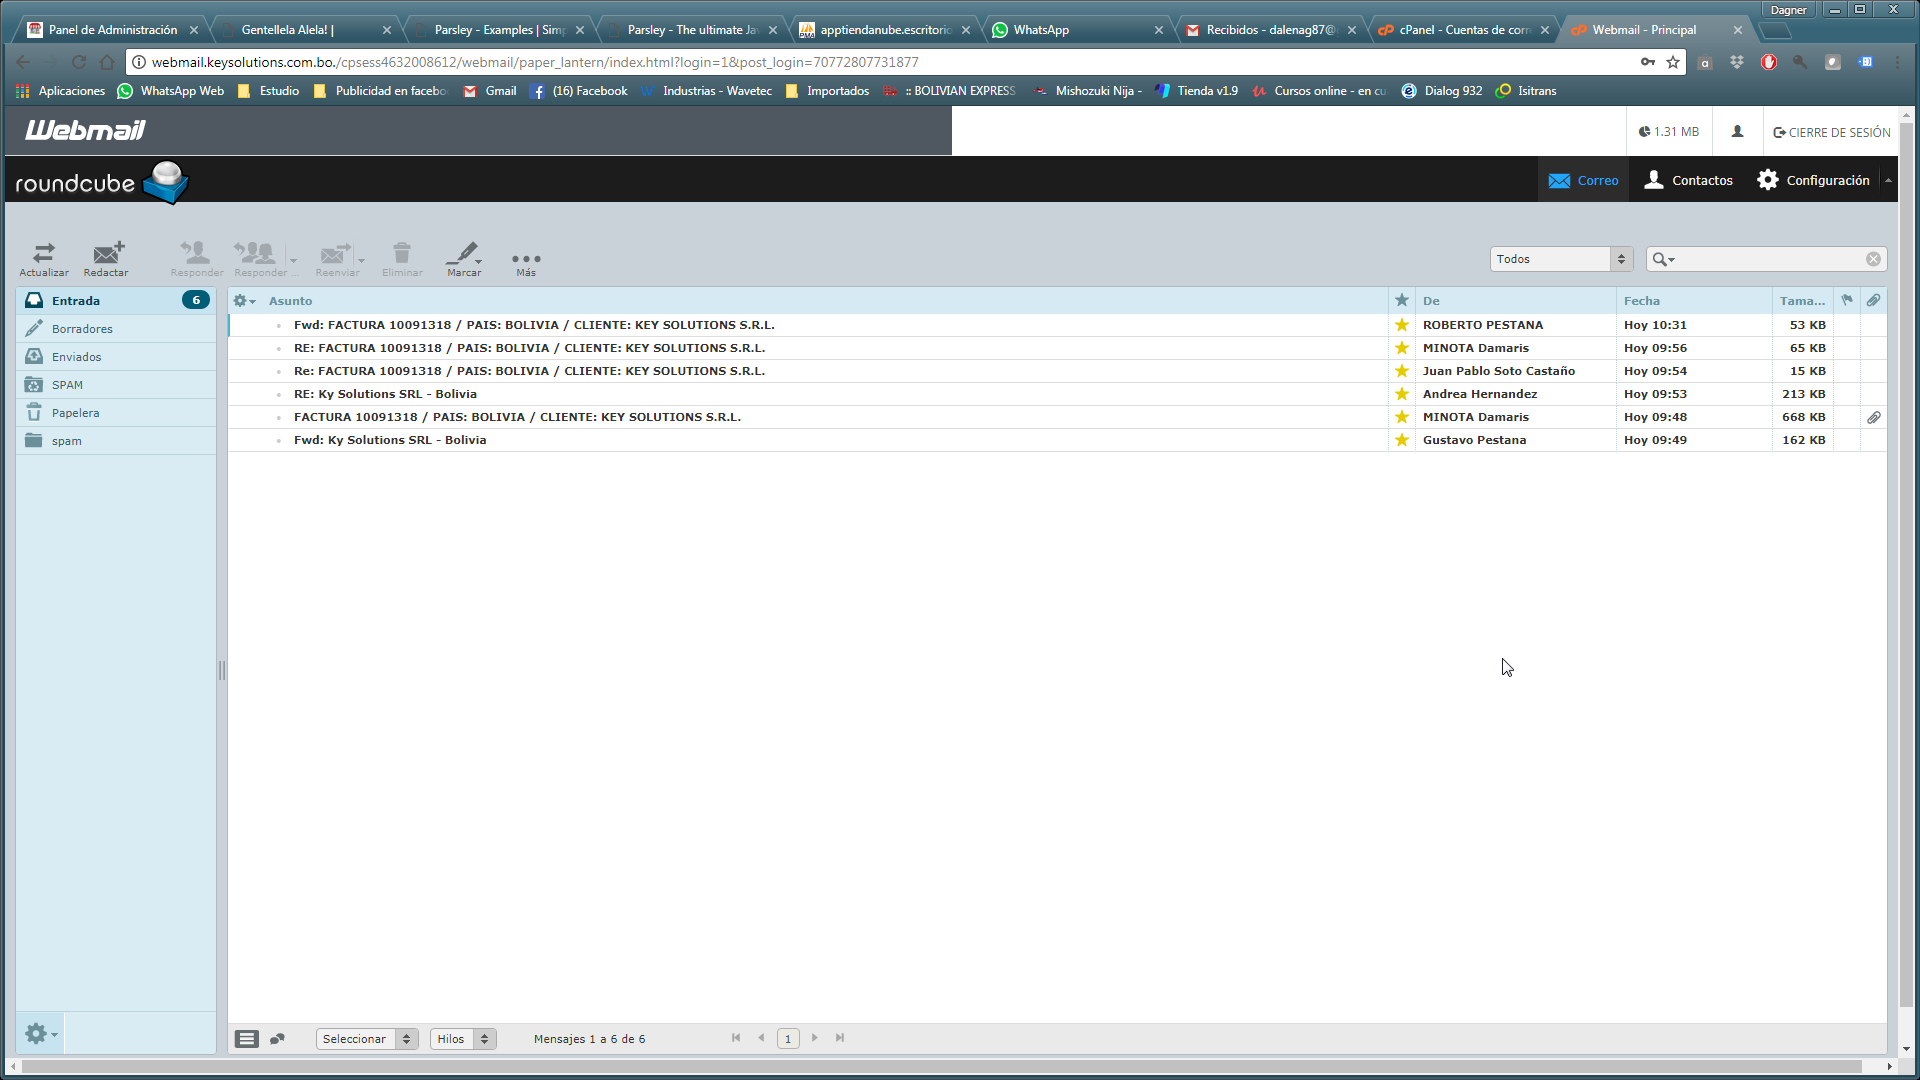 Dagner
Panel de Administración
Gentellela Alela! |
Parsley - Examples | Simp
Parsley - The ultimate Jav
apptiendanube.escritorio
WhatsApp
Recibidos - dalenag87@
cPanel - Cuentas de corr
Webmail - Principal
webmail.keysolutions.com.bo./cpsess4632008612/webmail/paper_lantern/index.html?login=1&post_login=70772807731877
Aplicaciones
WhatsApp Web
Estudio
Publicidad en facebo
Gmail
(16) Facebook
Industrias - Wavetec
Importados
:: BOLIVIAN EXPRESS
Mishozuki Nija -
Tienda v1.9
Cursos online - en cu
Dialog 932
Isitrans
Webmail
1.31 MB
CIERRE DE SESIÓN
roundcube
Correo
Contactos
Configuración
Actualizar
Redactar
Responder
Responder ...
Reenviar
Eliminar
Marcar
Más
Todos
Entrada 6
Borradores
Enviados
SPAM
Papelera
spam
Asunto De Fecha Tama...
Fwd: FACTURA 10091318 / PAIS: BOLIVIA / CLIENTE: KEY SOLUTIONS S.R.L. ROBERTO PESTANA Hoy 10:31 53 KB
RE: FACTURA 10091318 / PAIS: BOLIVIA / CLIENTE: KEY SOLUTIONS S.R.L. MINOTA Damaris Hoy 09:56 65 KB
Re: FACTURA 10091318 / PAIS: BOLIVIA / CLIENTE: KEY SOLUTIONS S.R.L. Juan Pablo Soto Castaño Hoy 09:54 15 KB
RE: Ky Solutions SRL - Bolivia Andrea Hernandez Hoy 09:53 213 KB
FACTURA 10091318 / PAIS: BOLIVIA / CLIENTE: KEY SOLUTIONS S.R.L. MINOTA Damaris Hoy 09:48 668 KB
Fwd: Ky Solutions SRL - Bolivia Gustavo Pestana Hoy 09:49 162 KB
Seleccionar
Hilos
Mensajes 1 a 6 de 6
1